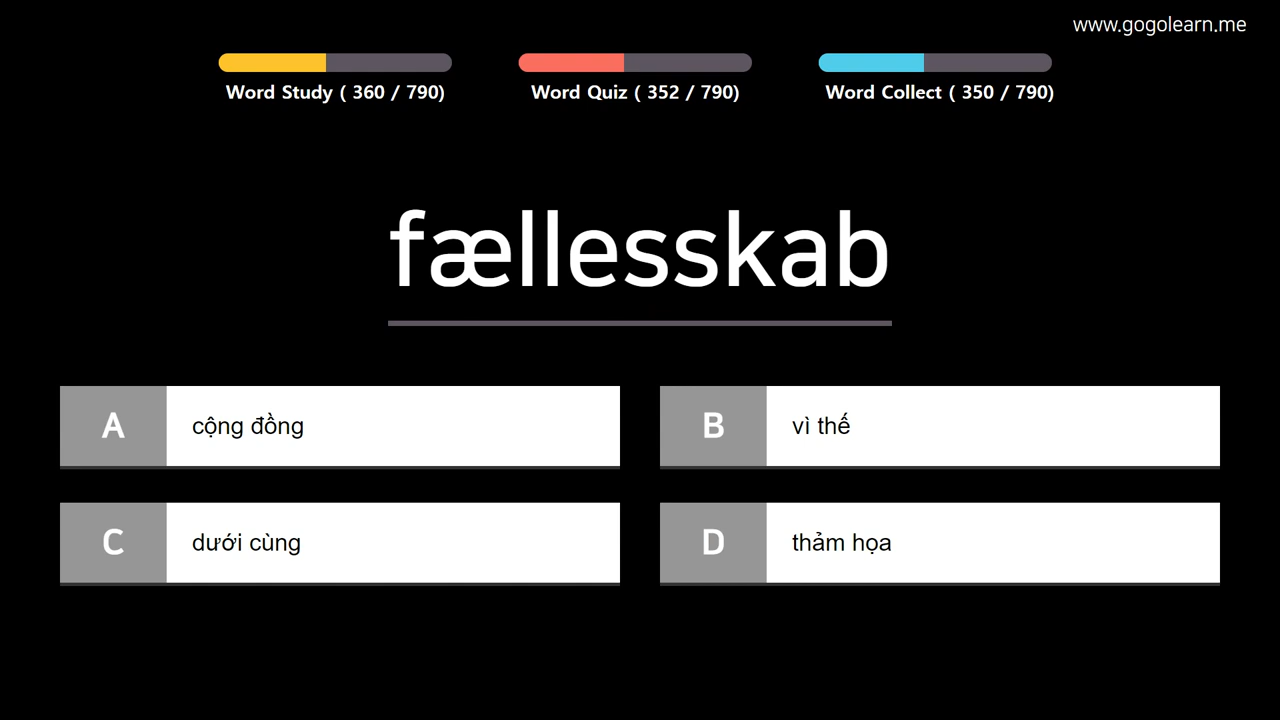 www.gogolearn.me
Word Study ( 360 / 790)
Word Quiz ( 352 / 790)
Word Collect ( 350 / 790)
fællesskab
A
cộng đồng
B
vì thế
C
dưới cùng
D
thảm họa